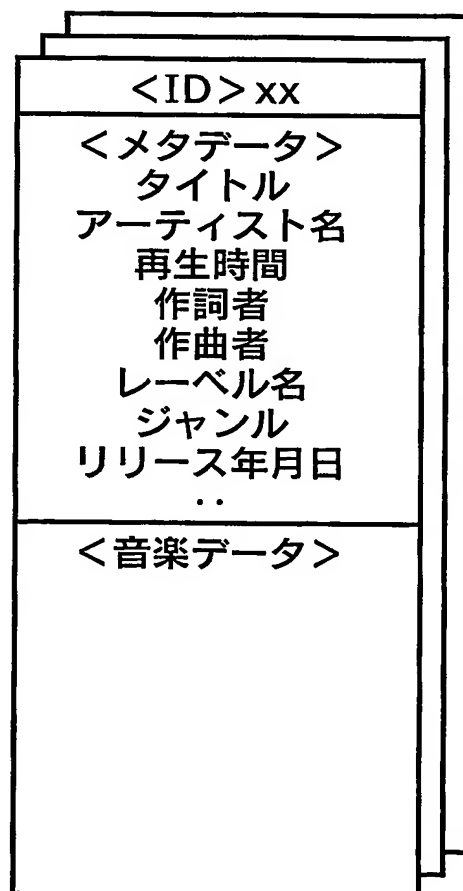 <ID>xx
<メタデータ>
タイトル
アーティスト名
再生時間
作詞者
作曲者
レーベル名
ジャンル
リリース年月日
‥
<音楽データ>